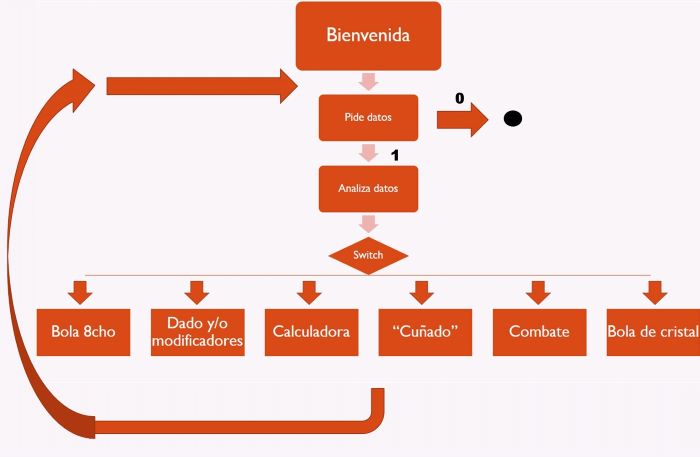 Bienvenida
Pide datos
0
1
Analiza datos
Switch
Bola 8cho
Dado y/o
modificadores
Calculadora
“Cuñado”
Combate
Bola de cristal